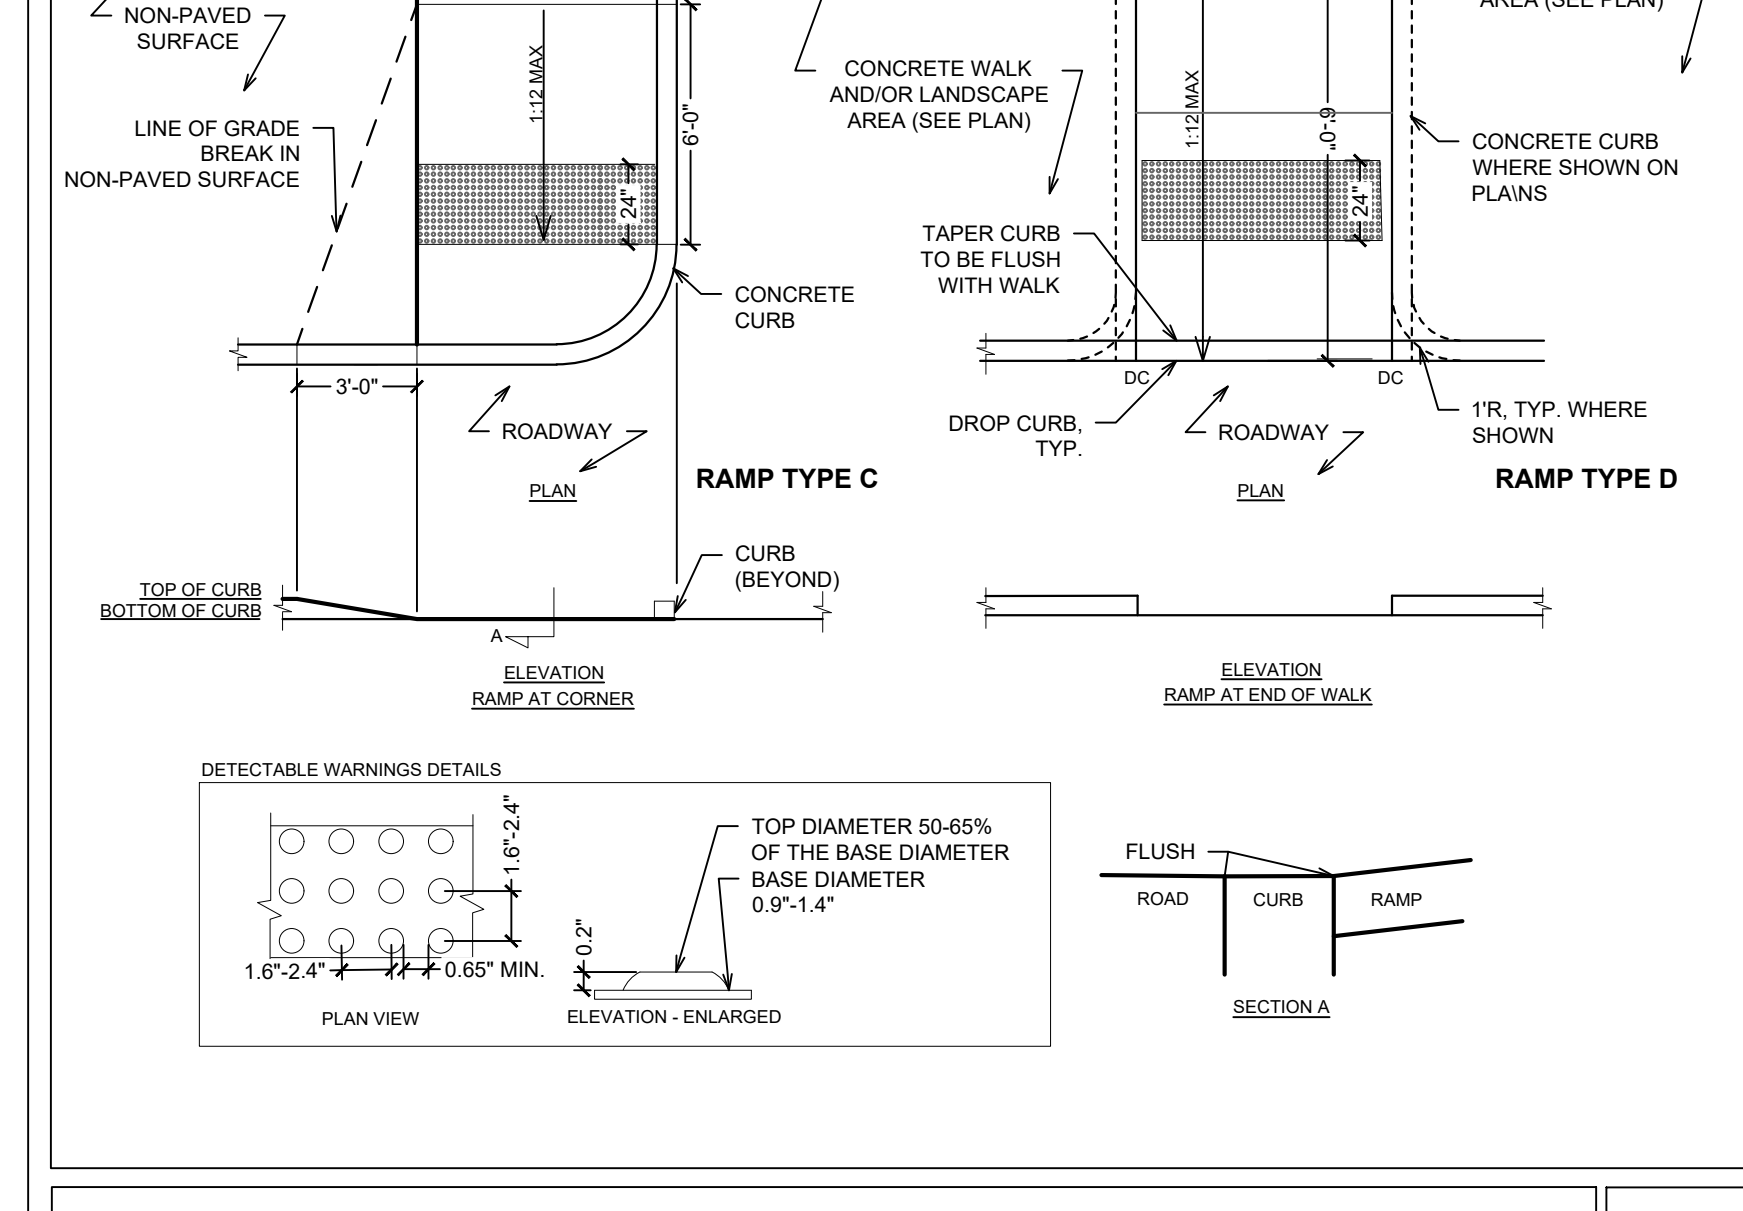 NON-PAVED
SURFACE
LINE OF GRADE
BREAK IN
NON-PAVED SURFACE
1:12 MAX
6'-0"
24"
CONCRETE
CURB
3'-0"
ROADWAY
PLAN
RAMP TYPE C
CURB
(BEYOND)
TOP OF CURB
BOTTOM OF CURB
A
ELEVATION
RAMP AT CORNER
AREA (SEE PLAN)
CONCRETE WALK
AND/OR LANDSCAPE
AREA (SEE PLAN)
1:12 MAX
6'-0"
24"
CONCRETE CURB
WHERE SHOWN ON
PLA\NS
TAPER CURB
TO BE FLUSH
WITH WALK
DC
DC
DROP CURB,
TYP.
ROADWAY
1'R, TYP. WHERE
SHOWN
PLAN
RAMP TYPE D
ELEVATION
RAMP AT END OF WALK
DETECTABLE WARNINGS DETAILS
1.6"-2.4"
1.6"-2.4"
0.65" MIN.
PLAN VIEW
0.2"
TOP DIAMETER 50-65%
OF THE BASE DIAMETER
BASE DIAMETER
0.9"-1.4"
ELEVATION - ENLARGED
FLUSH
ROAD
CURB
RAMP
SECTION A